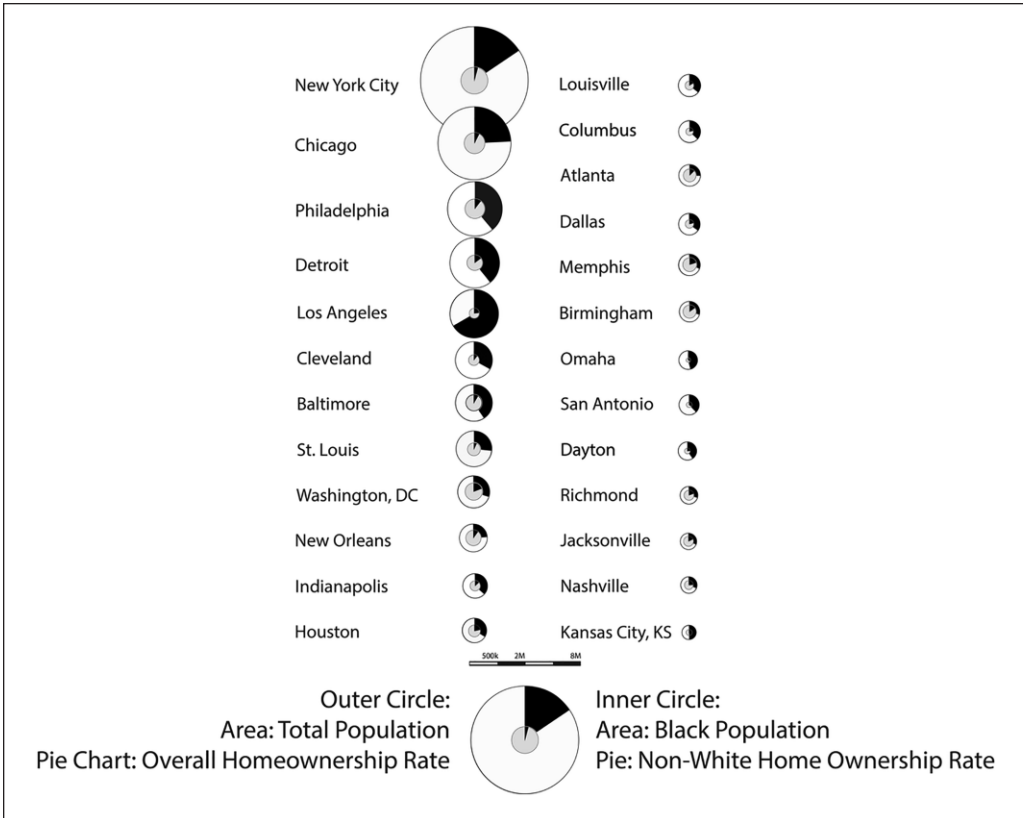 New York City
Chicago
Philadelphia
Detroit
Los Angeles
Cleveland
Baltimore
St. Louis
Washington, DC
New Orleans
Indianapolis
Houston
Louisville
Columbus
Atlanta
Dallas
Memphis
Birmingham
Omaha
San Antonio
Dayton
Richmond
Jacksonville
Nashville
Kansas City, KS
500k 2M 8M
Outer Circle:
Area: Total Population
Pie Chart: Overall Homeownership Rate
Inner Circle:
Area: Black Population
Pie: Non-White Home Ownership Rate